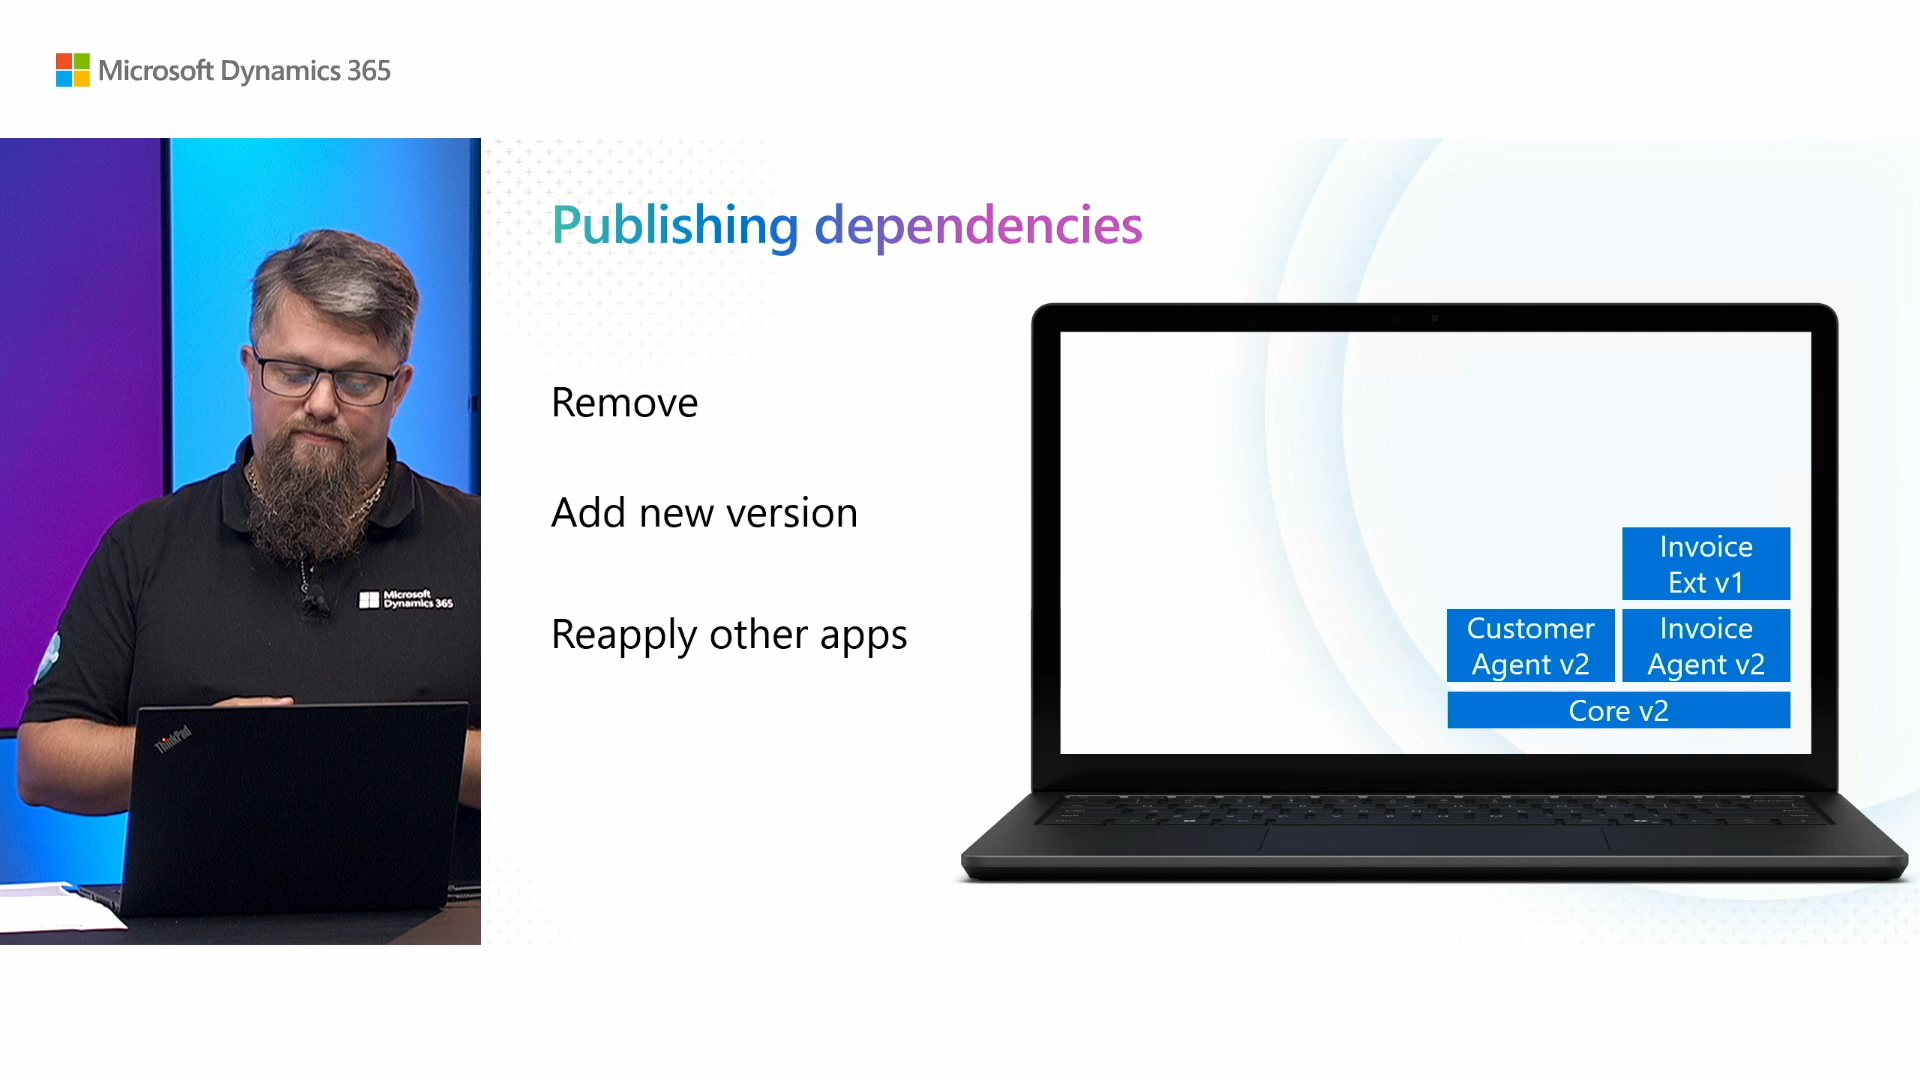 Microsoft Dynamics 365
Publishing dependencies
Remove
Add new version
Reapply other apps
Invoice
Ext v1
Customer
Agent v2
Invoice
Agent v2
Core v2
Microsoft
Dynamics 365
ThinkPad